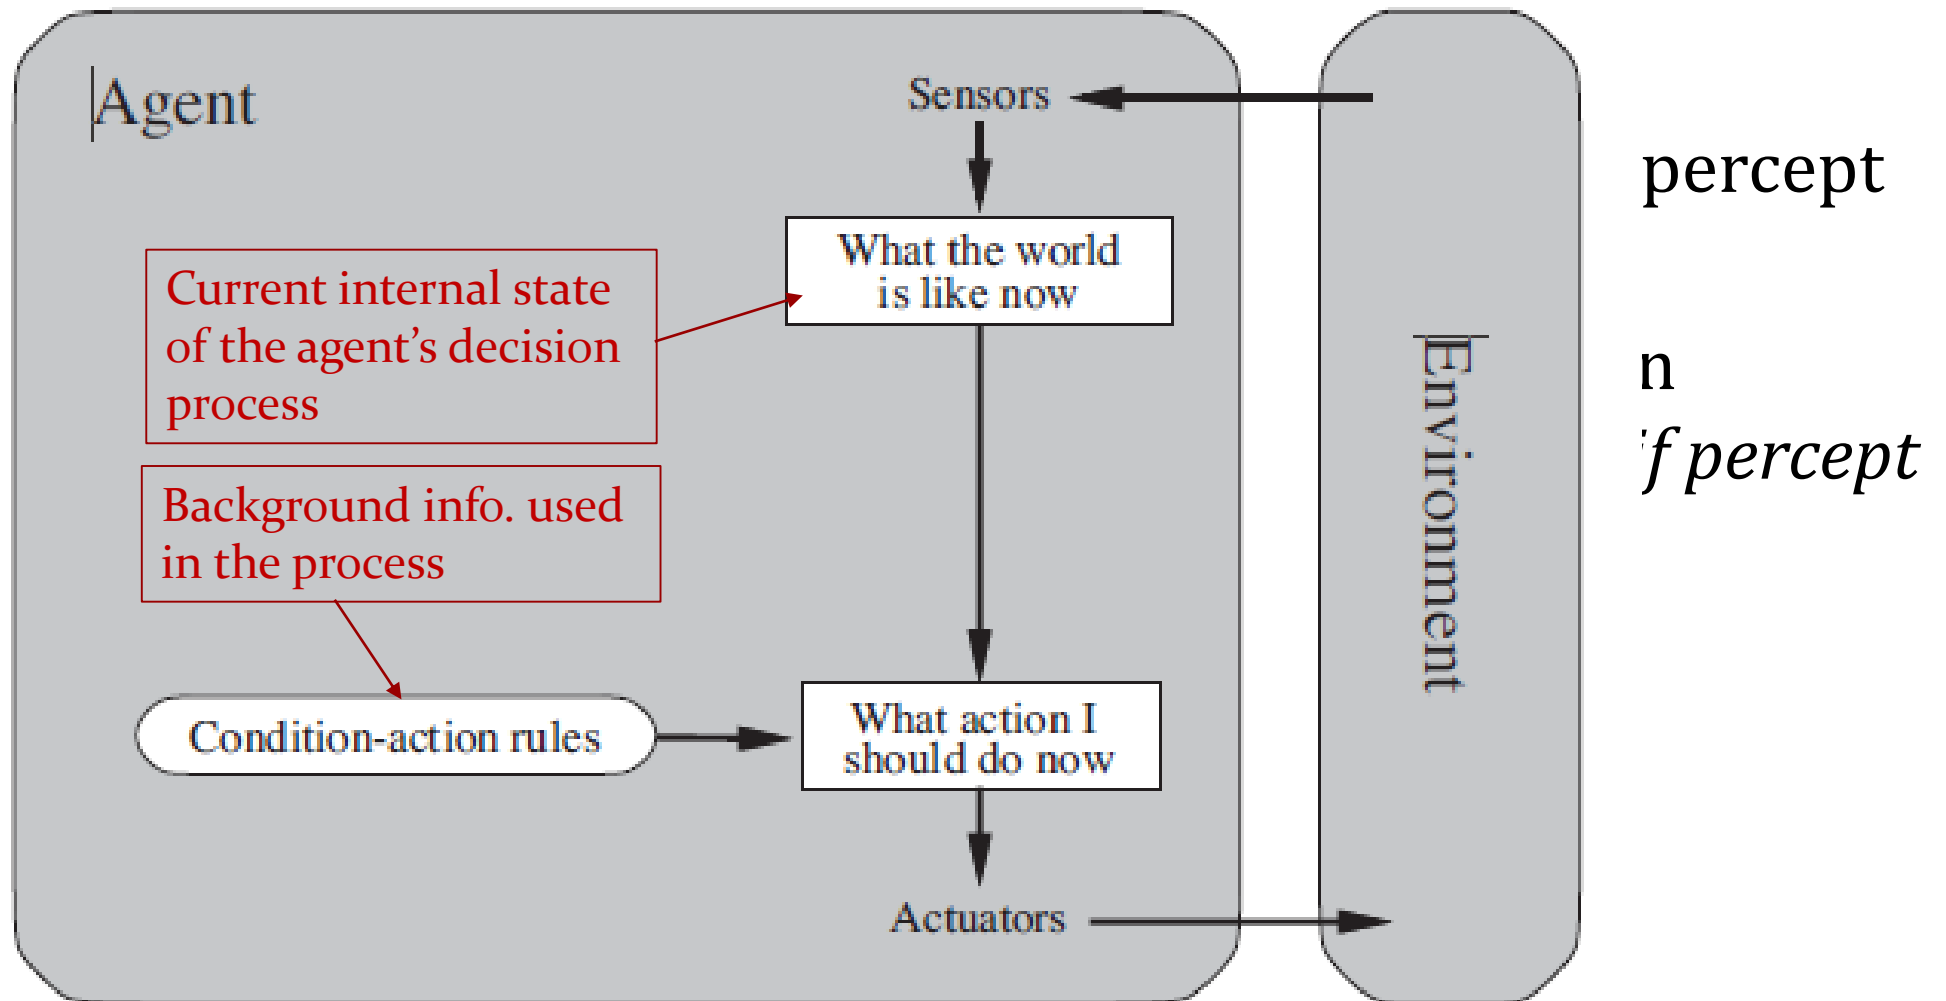 Agent
Sensors
percept
What the world
is like now
Current internal state
of the agent's decision
process
Environment
n
if percept
Background info. used
in the process
Condition-action rules
What action I
should do now
Actuators